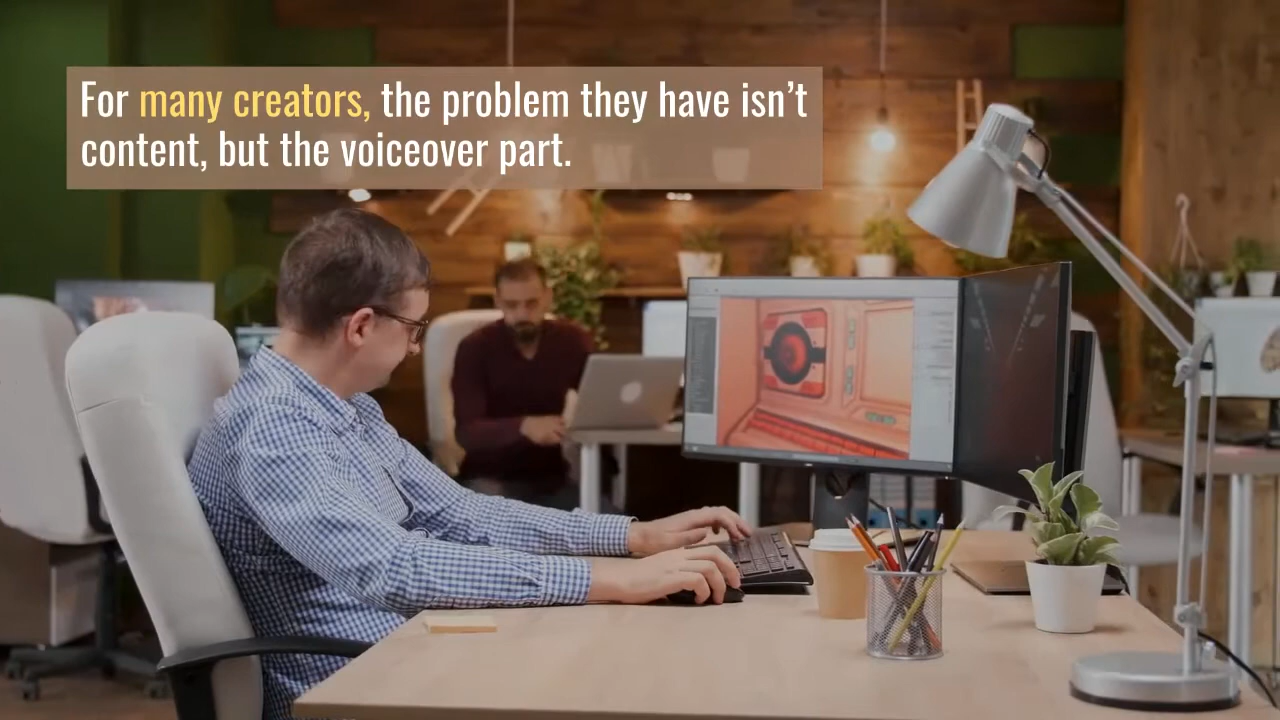 For many creators, the problem they have isn’t
content, but the voiceover part.